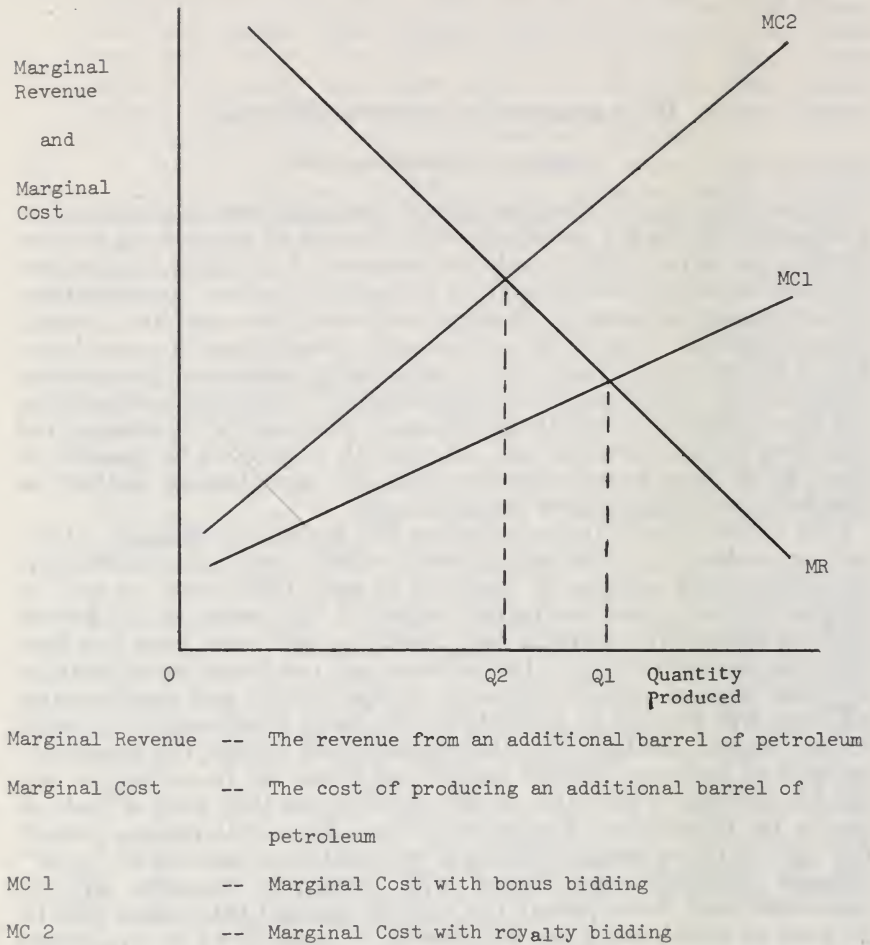 MC2
Marginal
Revenue
and
Marginal
Cost
MC1
MR
O
Q2
Q1
Quantity
Produced
Marginal Revenue -- The revenue from an additional barrel of petroleum
Marginal Cost -- The cost of producing an additional barrel of
petroleum
MC 1 -- Marginal Cost with bonus bidding
MC 2 -- Marginal Cost with royalty bidding